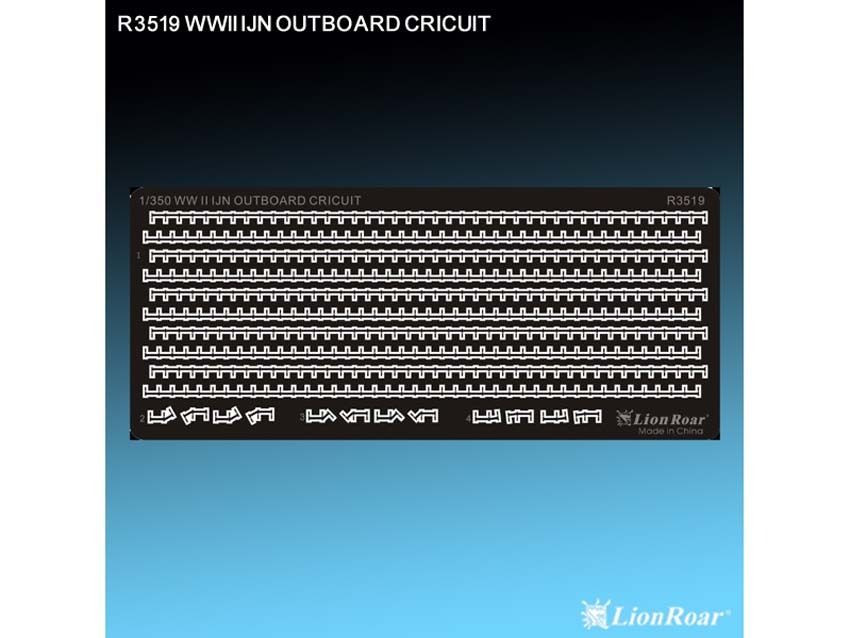 R3519 WWII IJN OUTBOARD CRICUIT
1/350 WW II IJN OUTBOARD CRICUIT R3519
1
2 3 4 LionRoar®
Made in China
LionRoar®